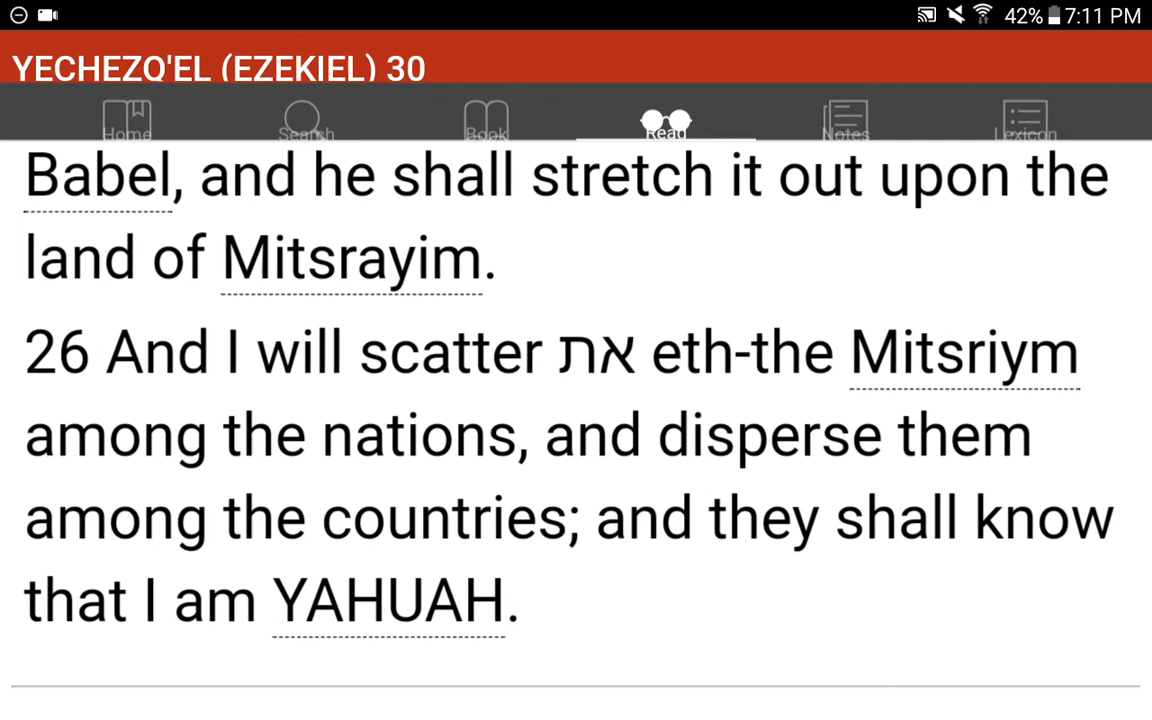 42% 7:11 PM
YECHEZQ'EL (EZEKIEL) 30
Home Search Book Read Notes Lexicon
Babel, and he shall stretch it out upon the
land of Mitsrayim.
26 And I will scatter את eth-the Mitsriym
among the nations, and disperse them
among the countries; and they shall know
that I am YAHUAH.